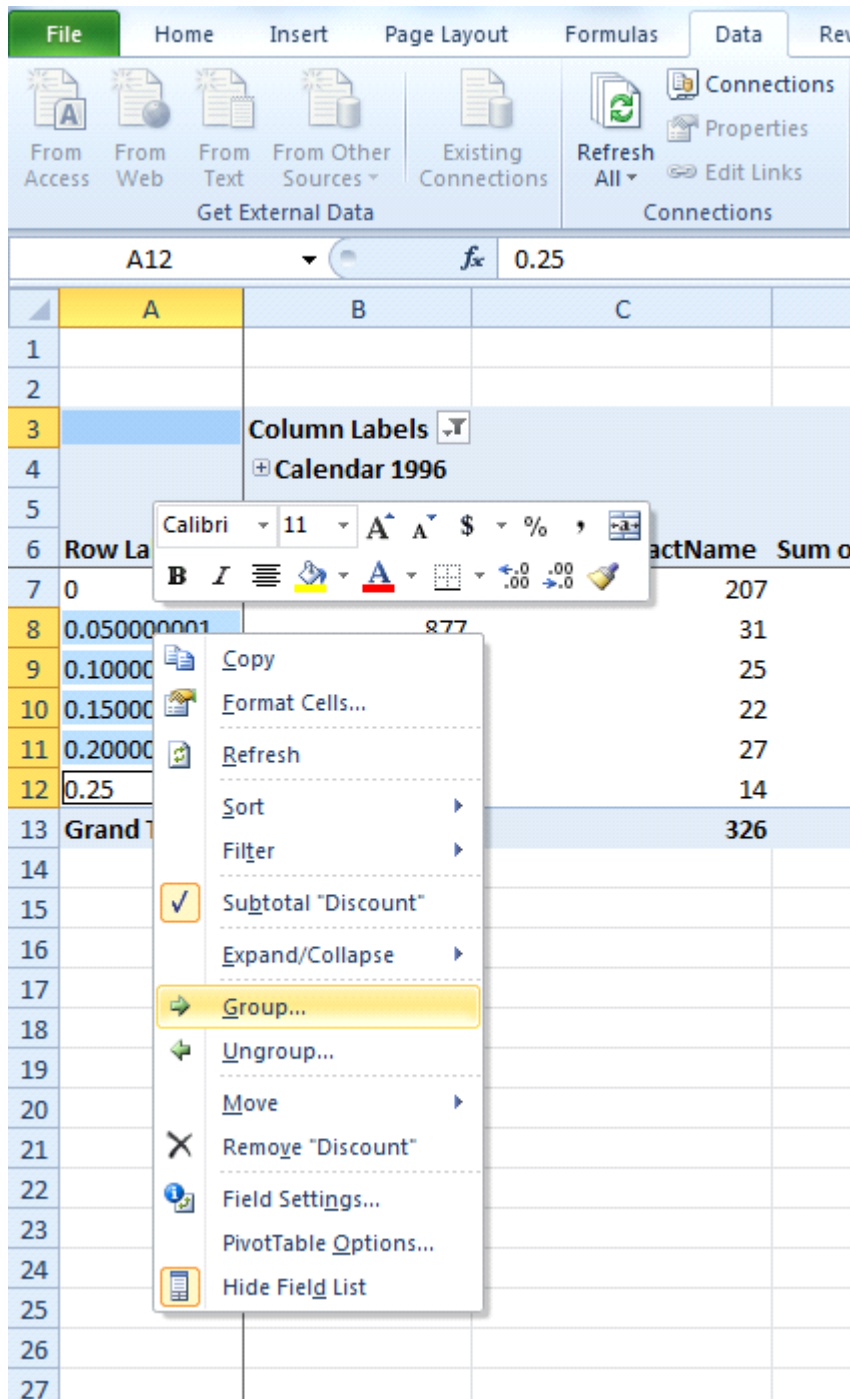 File Home Insert Page Layout Formulas Data
Connections
Properties
Edit Links
From Access From Web From Text From Other Sources Existing Connections Refresh All
Get External Data Connections
A12 fx 0.25
A B C
1
2
3 Column Labels
4 Calendar 1996
5
Calibri 11 A A $ % ,
6 Row La actName Sum o
B I A .0 .00 .00 .0
7 0 207
8 0.050000001 877 31
9 0.10000 25
10 0.15000 22
11 0.20000 27
12 0.25 14
13 Grand 326
14
15
16
17
18
19
20
21
22
23
24
25
26
27
Copy
Format Cells...
Refresh
Sort
Filter
Subtotal "Discount"
Expand/Collapse
Group...
Ungroup...
Move
Remove "Discount"
Field Settings...
PivotTable Options...
Hide Field List